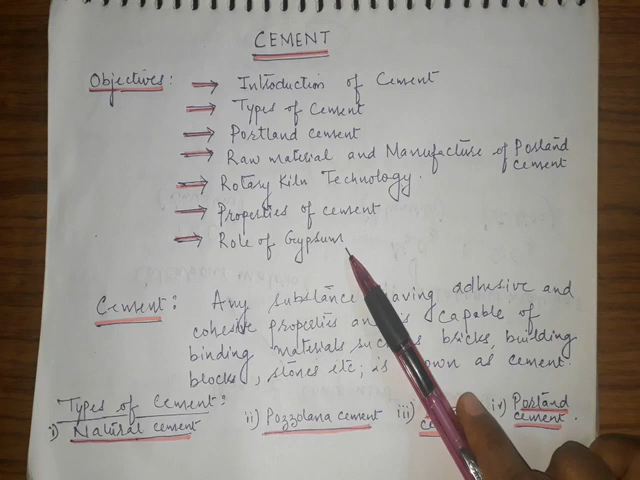 CEMENT
Objectives: → Introduction of Cement
→ Types of Cement
→ Portland cement
→ Raw material and Manufacture of Porland cement
→ Rotary Kiln Technology.
→ Properties of cement
→ Role of Gypsum
Cement: Any substance having adhesive and
cohesive properties and is capable of
binding materials such as bricks, building
blocks, stones etc; is known as cement.
Types of Cement:
i) Natural cement ii) Pozzolana cement iii) iv) Porland cement.